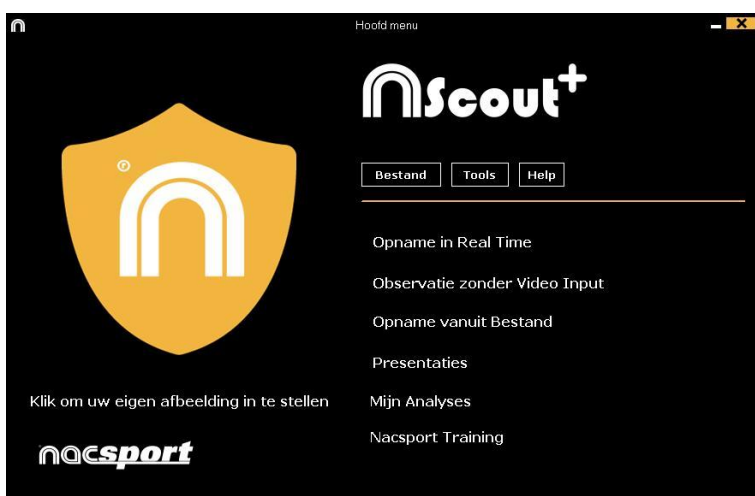 Hoofd menu
nScout+
Bestand Tools Help
Opname in Real Time
Observatie zonder Video Input
Opname vanuit Bestand
Presentaties
Klik om uw eigen afbeelding in te stellen
Mijn Analyses
Nacsport Training
nacsport